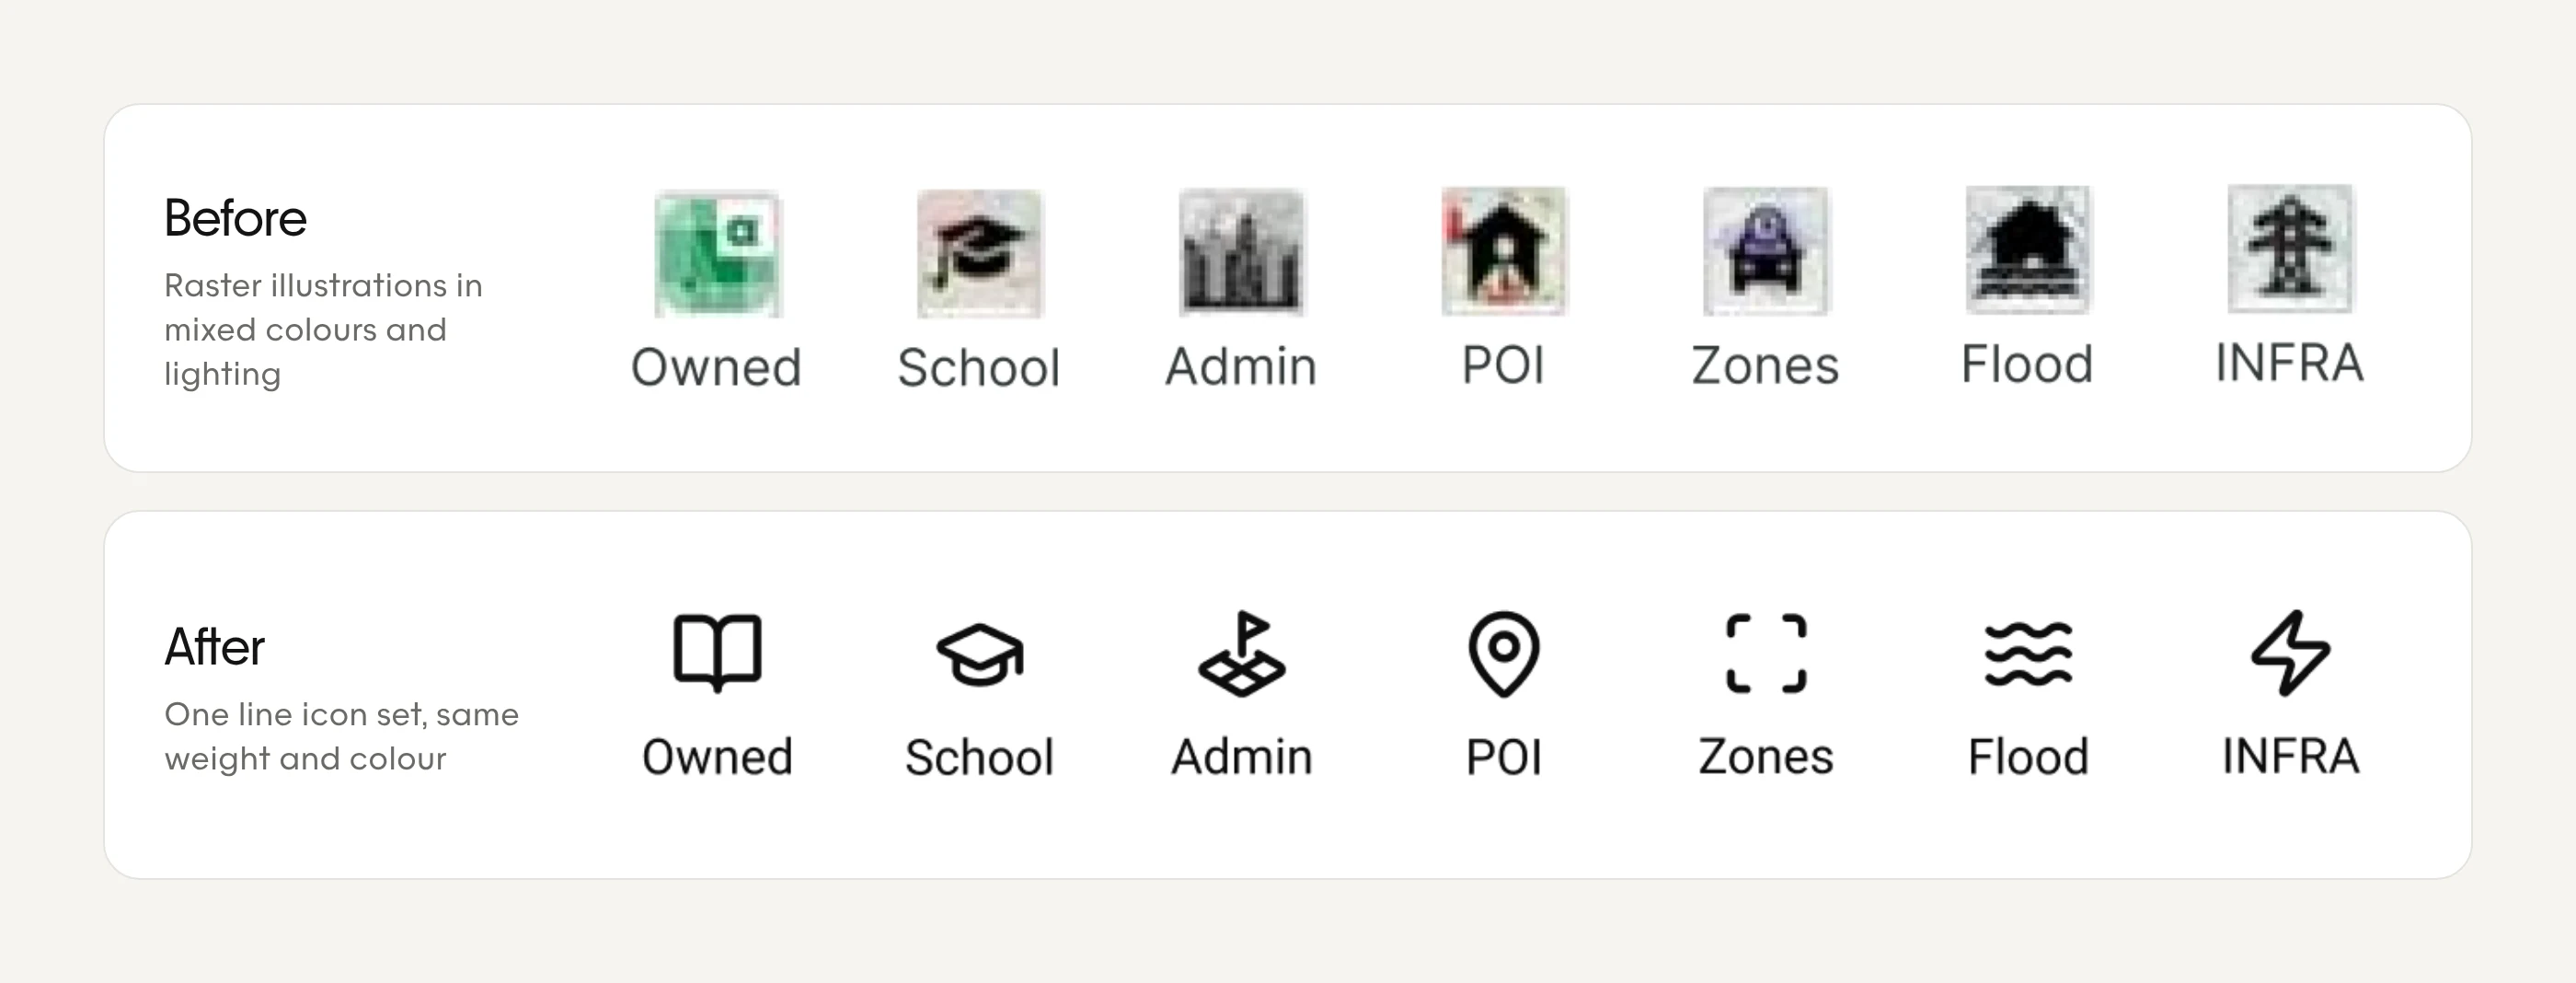 Before
Raster illustrations in
mixed colours and
lighting
a
Owned School Admin POI Zones Flood INFRA
After
One line icon set, same
weight and colour
Owned School Admin POI Zones Flood INFRA